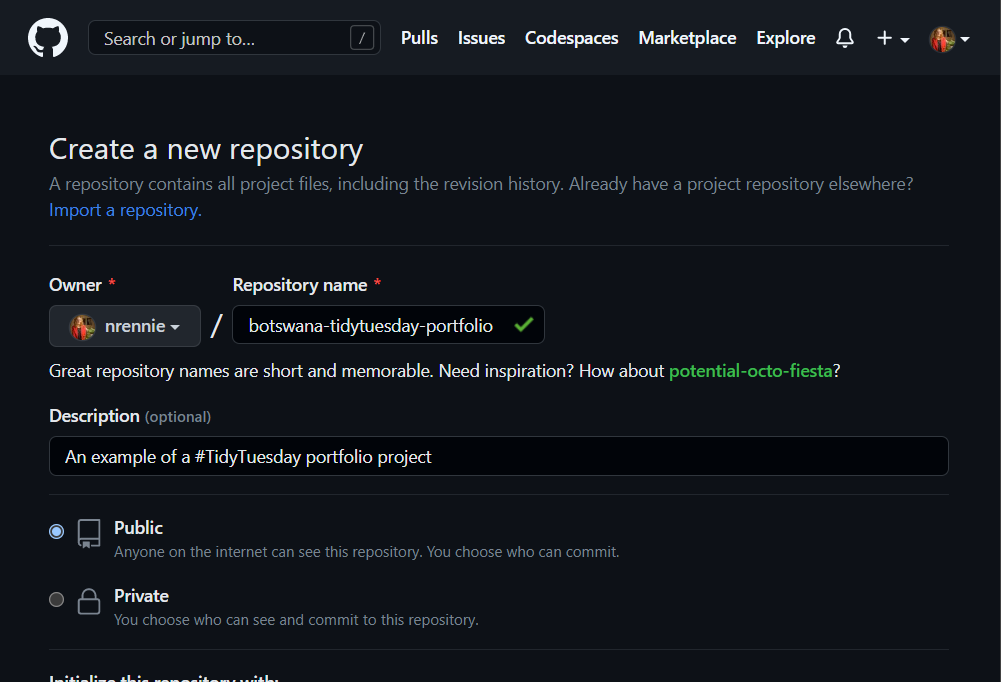 Search or jump to... / Pulls Issues Codespaces Marketplace Explore
Create a new repository
A repository contains all project files, including the revision history. Already have a project repository elsewhere?
Import a repository.
Owner * Repository name *
nrennie / botswana-tidytuesday-portfolio
Great repository names are short and memorable. Need inspiration? How about potential-octo-fiesta?
Description (optional)
An example of a #TidyTuesday portfolio project
Public
Anyone on the internet can see this repository. You choose who can commit.
Private
You choose who can see and commit to this repository.
Initialize this repository with: